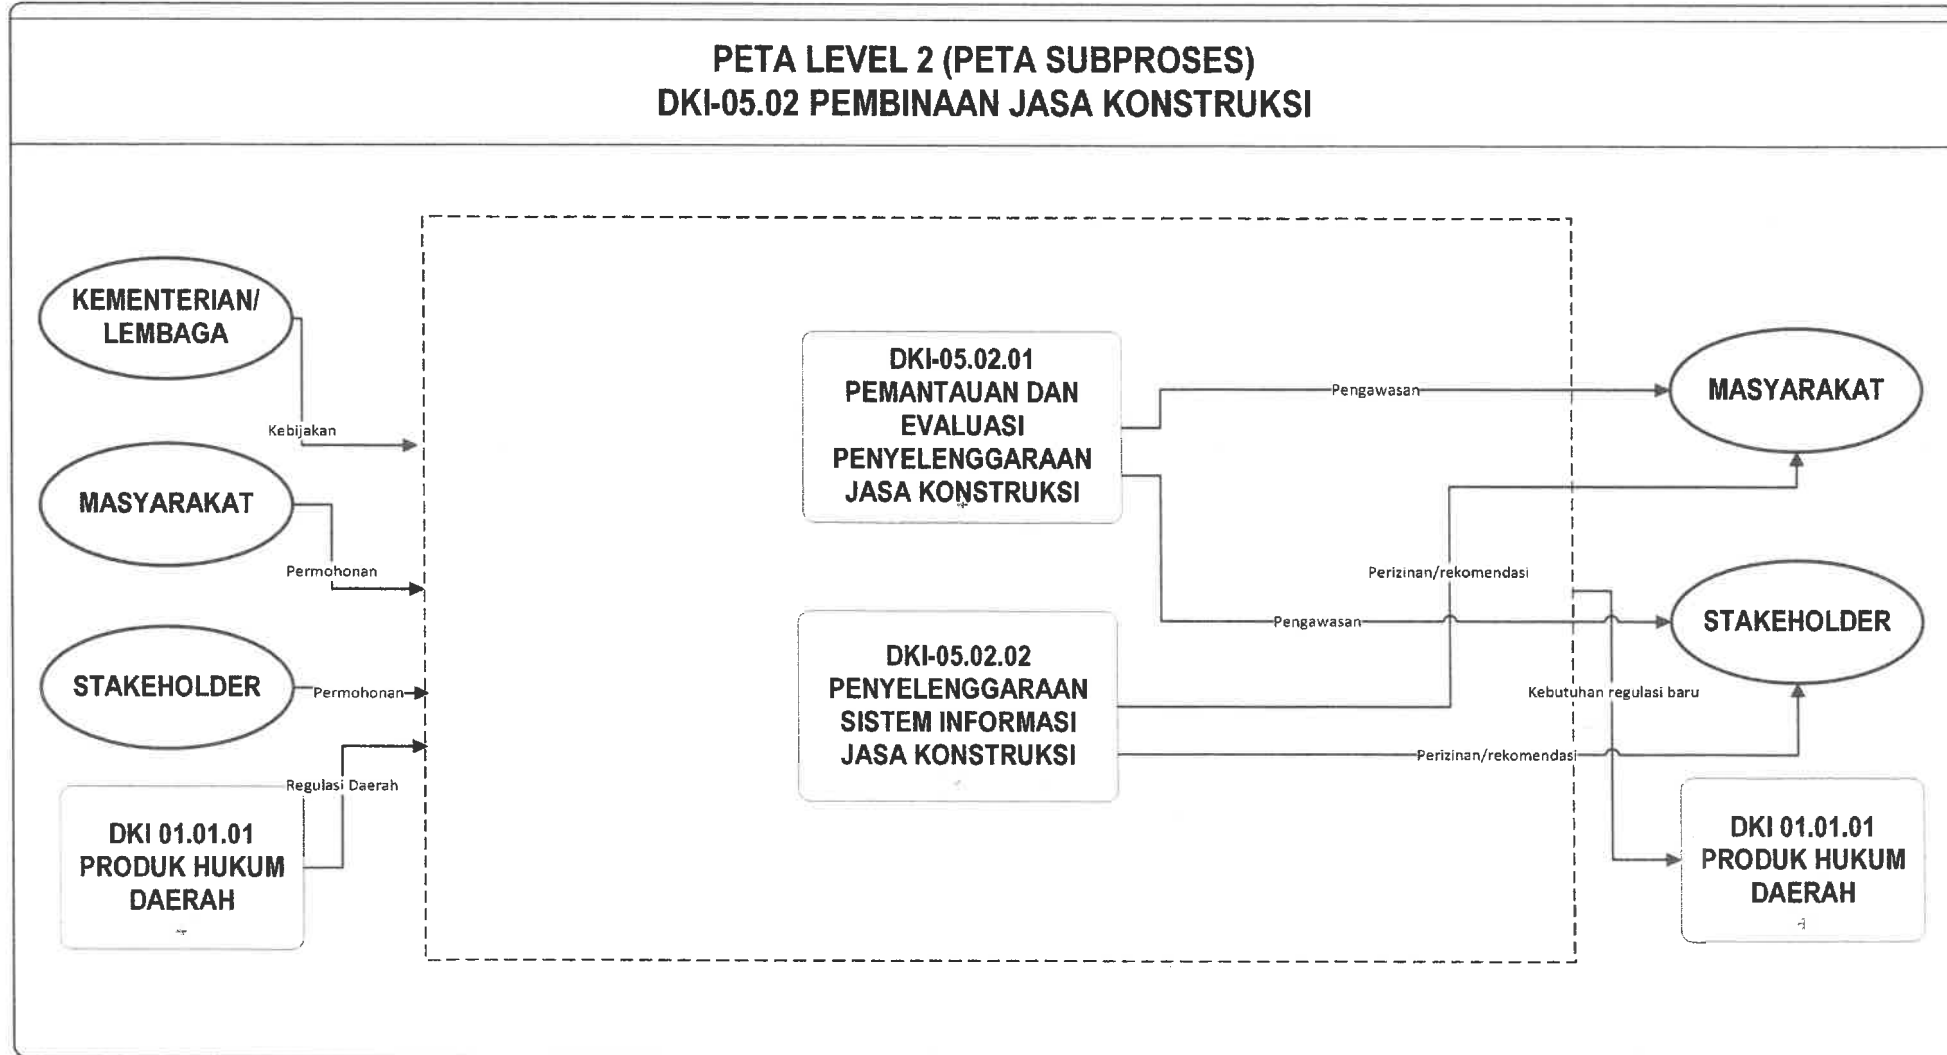 PETA LEVEL 2 (PETA SUBPROSES)
DKI-05.02 PEMBINAAN JASA KONSTRUKSI
KEMENTERIAN/
LEMBAGA
Kebijakan
MASYARAKAT
Permohonan
STAKEHOLDER
Permohonan
Regulasi Daerah
DKI 01.01.01
PRODUK HUKUM
DAERAH
DKI-05.02.01
PEMANTAUAN DAN
EVALUASI
PENYELENGGARAAN
JASA KONSTRUKSI
DKI-05.02.02
PENYELENGGARAAN
SISTEM INFORMASI
JASA KONSTRUKSI
Pengawasan
Perizinan/rekomendasi
Pengawasan
Kebutuhan regulasi baru
Perizinan/rekomendasi
MASYARAKAT
STAKEHOLDER
DKI 01.01.01
PRODUK HUKUM
DAERAH